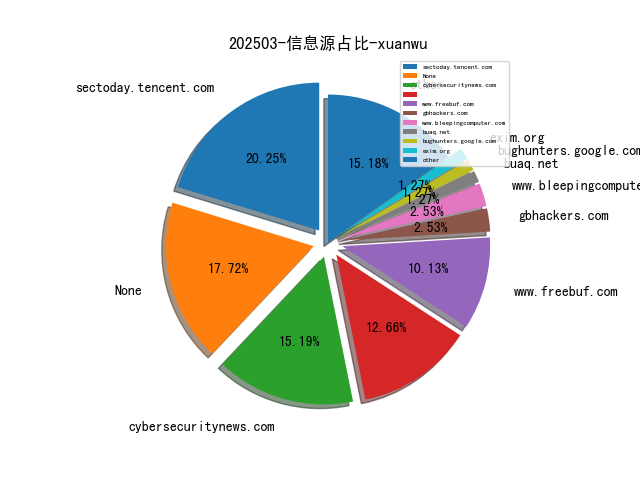 202503-信息源占比-xuanwu
sectoday.tencent.com
None
cybersecuritynews.com
www.freebuf.com
gbhackers.com
www.bleepingcomputer.com
buaq.net
bughunters.google.com
exim.org
other
sectoday.tencent.com
None
cybersecuritynews.com
www.freebuf.com
gbhackers.com
www.bleepingcompute
buaq.net
bughunters.google.com
exim.org
20.25%
17.72%
15.19%
12.66%
10.13%
2.53%
2.53%
1.27%
1.27%
1.27%
15.18%